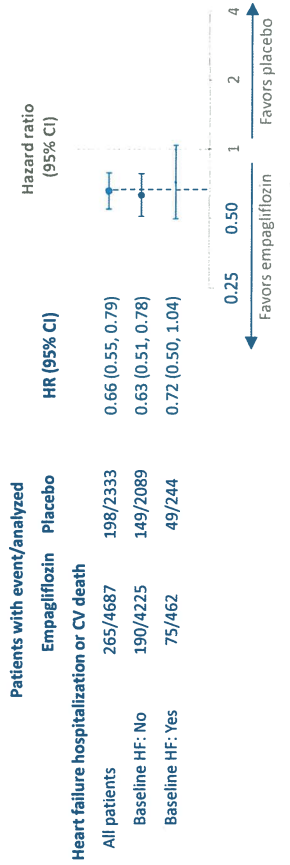 Patients with event/analyzed
Empagliflozin Placebo HR (95% CI) Hazard ratio
(95% CI)
Heart failure hospitalization or CV death
All patients 265/4687 198/2333 0.66 (0.55, 0.79)
Baseline HF: No 190/4225 149/2089 0.63 (0.51, 0.78)
Baseline HF: Yes 75/462 49/244 0.72 (0.50, 1.04)
0.25 0.50 1 2 4
Favors empagliflozin Favors placebo